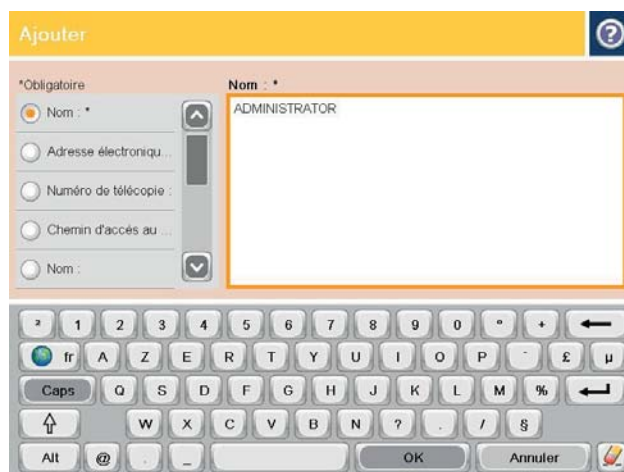 Ajouter
*Obligatoire
Nom : *
Adresse électroniqu...
Numéro de télécopie :
Chemin d'accès au ...
Nom :
Nom : *
ADMINISTRATOR
² 1 2 3 4 5 6 7 8 9 0 ° +
fr A Z E R T Y U I O P ¨ £ µ
Caps Q S D F G H J K L M %
W X C V B N ? . / §
Alt @ . _ OK Annuler